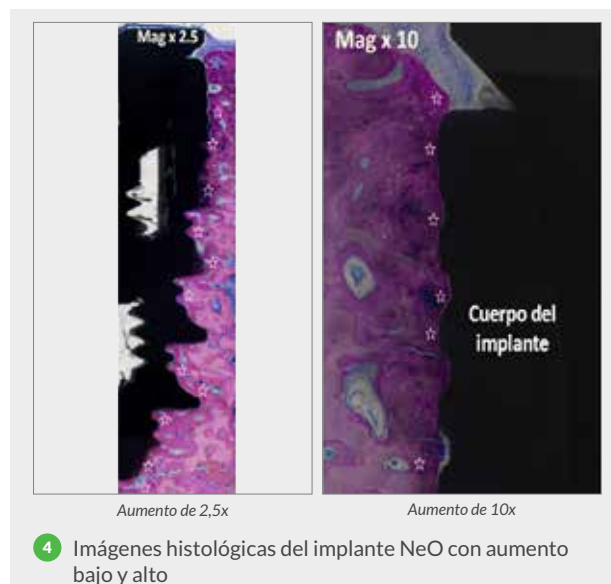 Mag x 2.5
Mag x 10
Cuerpo del
implante
Aumento de 2,5x
Aumento de 10x
4 Imágenes histológicas del implante NeO con aumento
bajo y alto